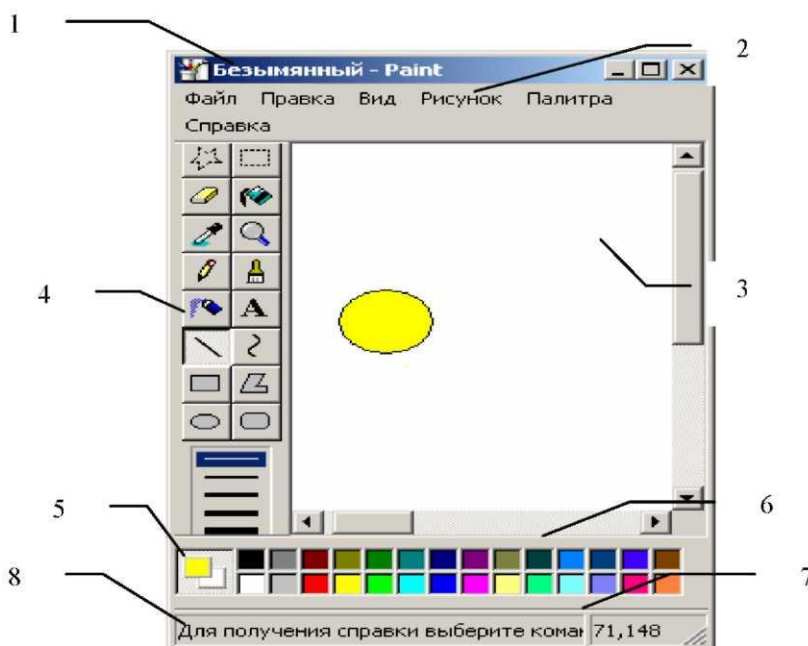 1
2
Безымянный - Paint
Файл Правка Вид Рисунок Палитра
Справка
3
4
A
5
6
7
8
Для получения справки выберите коман 71,148